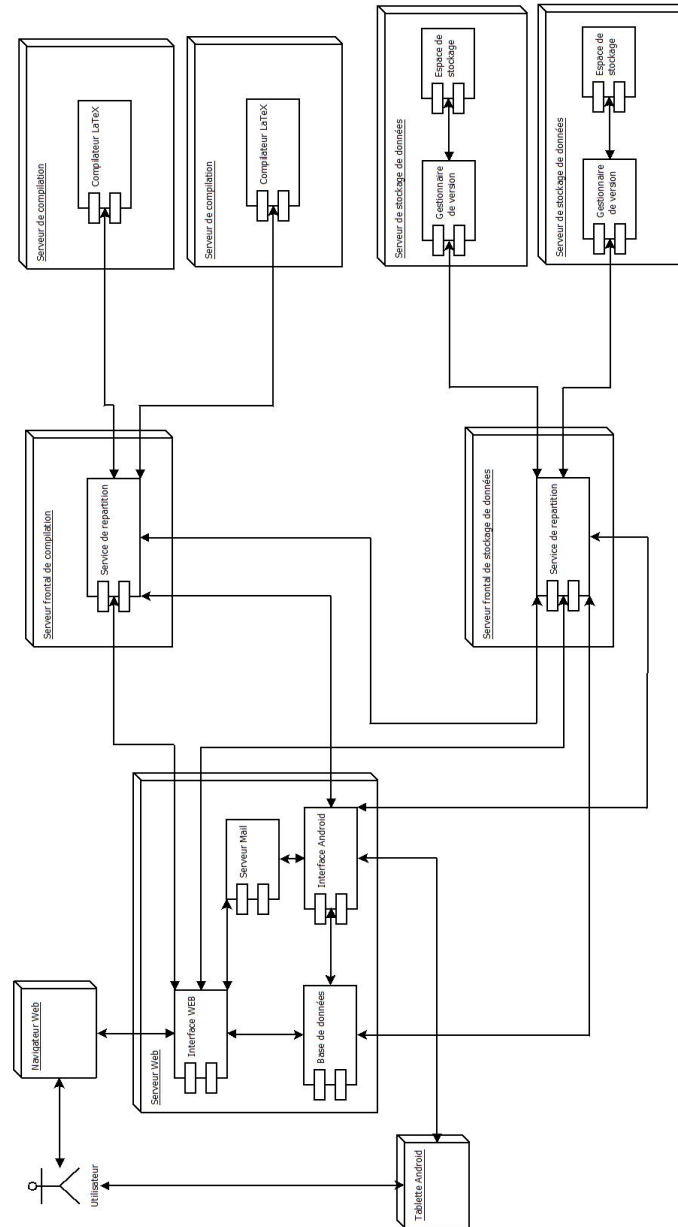 Utilisateur
Navigateur Web
Tablette Android
Serveur Web
Interface WEB
Serveur Mail
Base de données
Interface Android
Serveur frontal de compilation
Service de repartition
Serveur frontal de stockage de données
Service de repartition
Serveur de compilation
Compilateur LaTeX
Serveur de compilation
Compilateur LaTeX
Serveur de stockage de données
Gestionnaire
de version
Espace de
stockage
Serveur de stockage de données
Gestionnaire
de version
Espace de
stockage